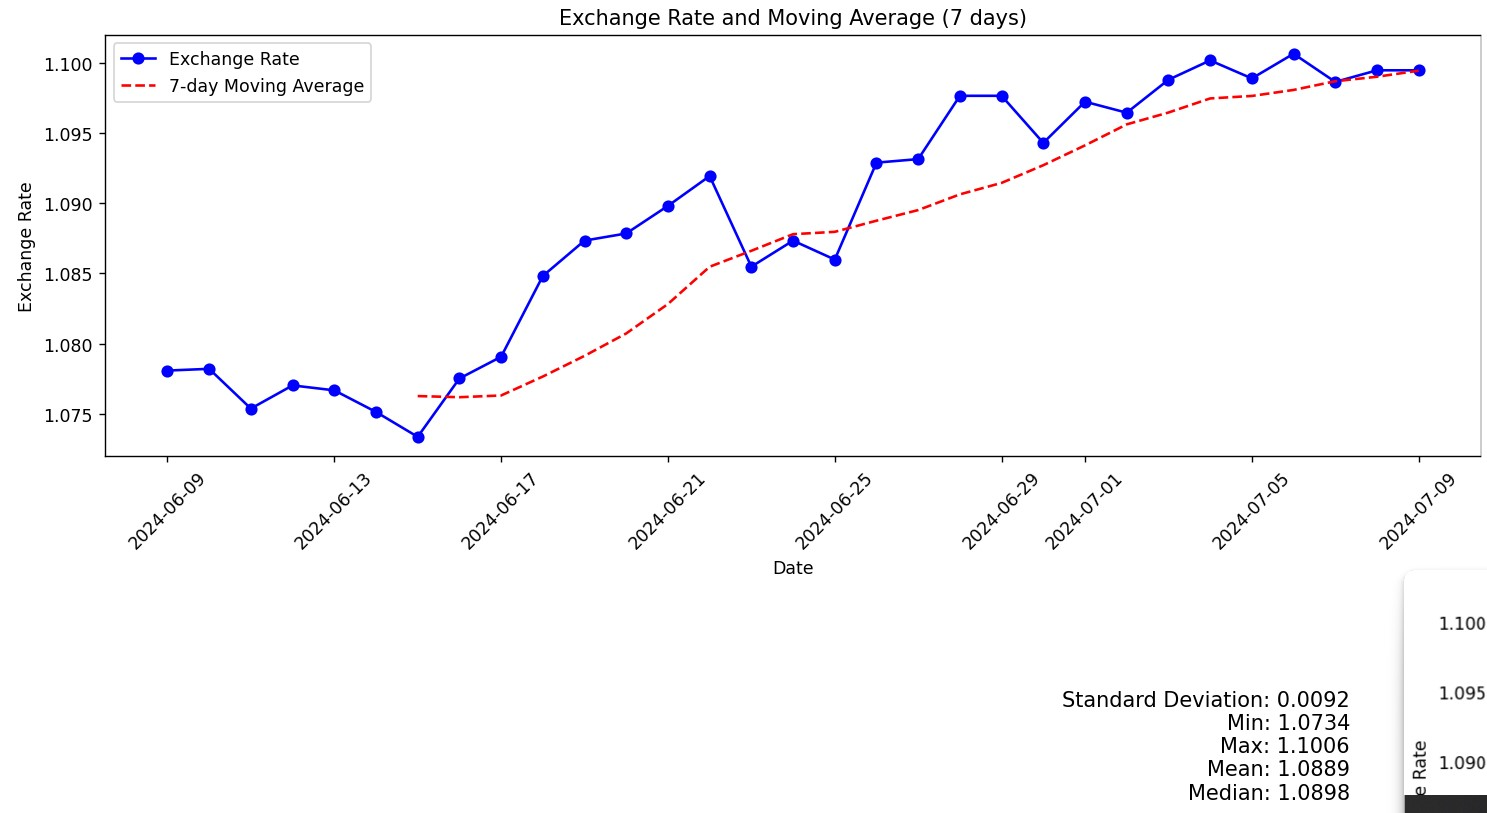 Exchange Rate and Moving Average (7 days)
Exchange Rate
7-day Moving Average
1.100
1.095
1.090
1.085
1.080
1.075
Exchange Rate
2024-06-09
2024-06-13
2024-06-17
2024-06-21
2024-06-25
2024-06-29
2024-07-01
2024-07-05
2024-07-09
Date
Standard Deviation: 0.0092
Min: 1.0734
Max: 1.1006
Mean: 1.0889
Median: 1.0898
1.100
1.095
1.090
e Rate